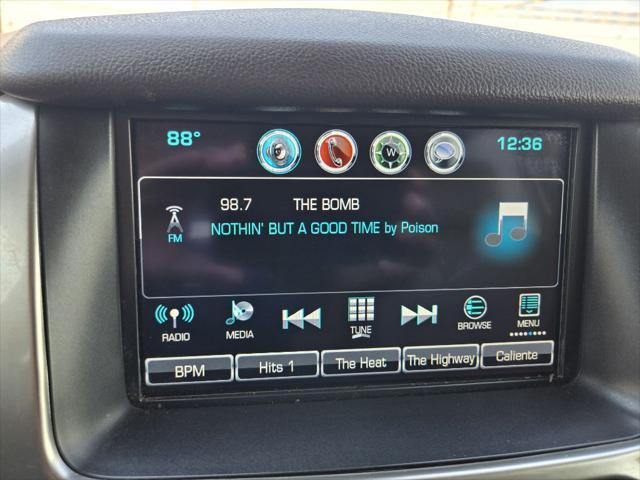 88° W 12:36
98.7 THE BOMB
FM NOTHIN' BUT A GOOD TIME by Poison
RADIO MEDIA TUNE BROWSE MENU
BPM Hits 1 The Heat The Highway Caliente